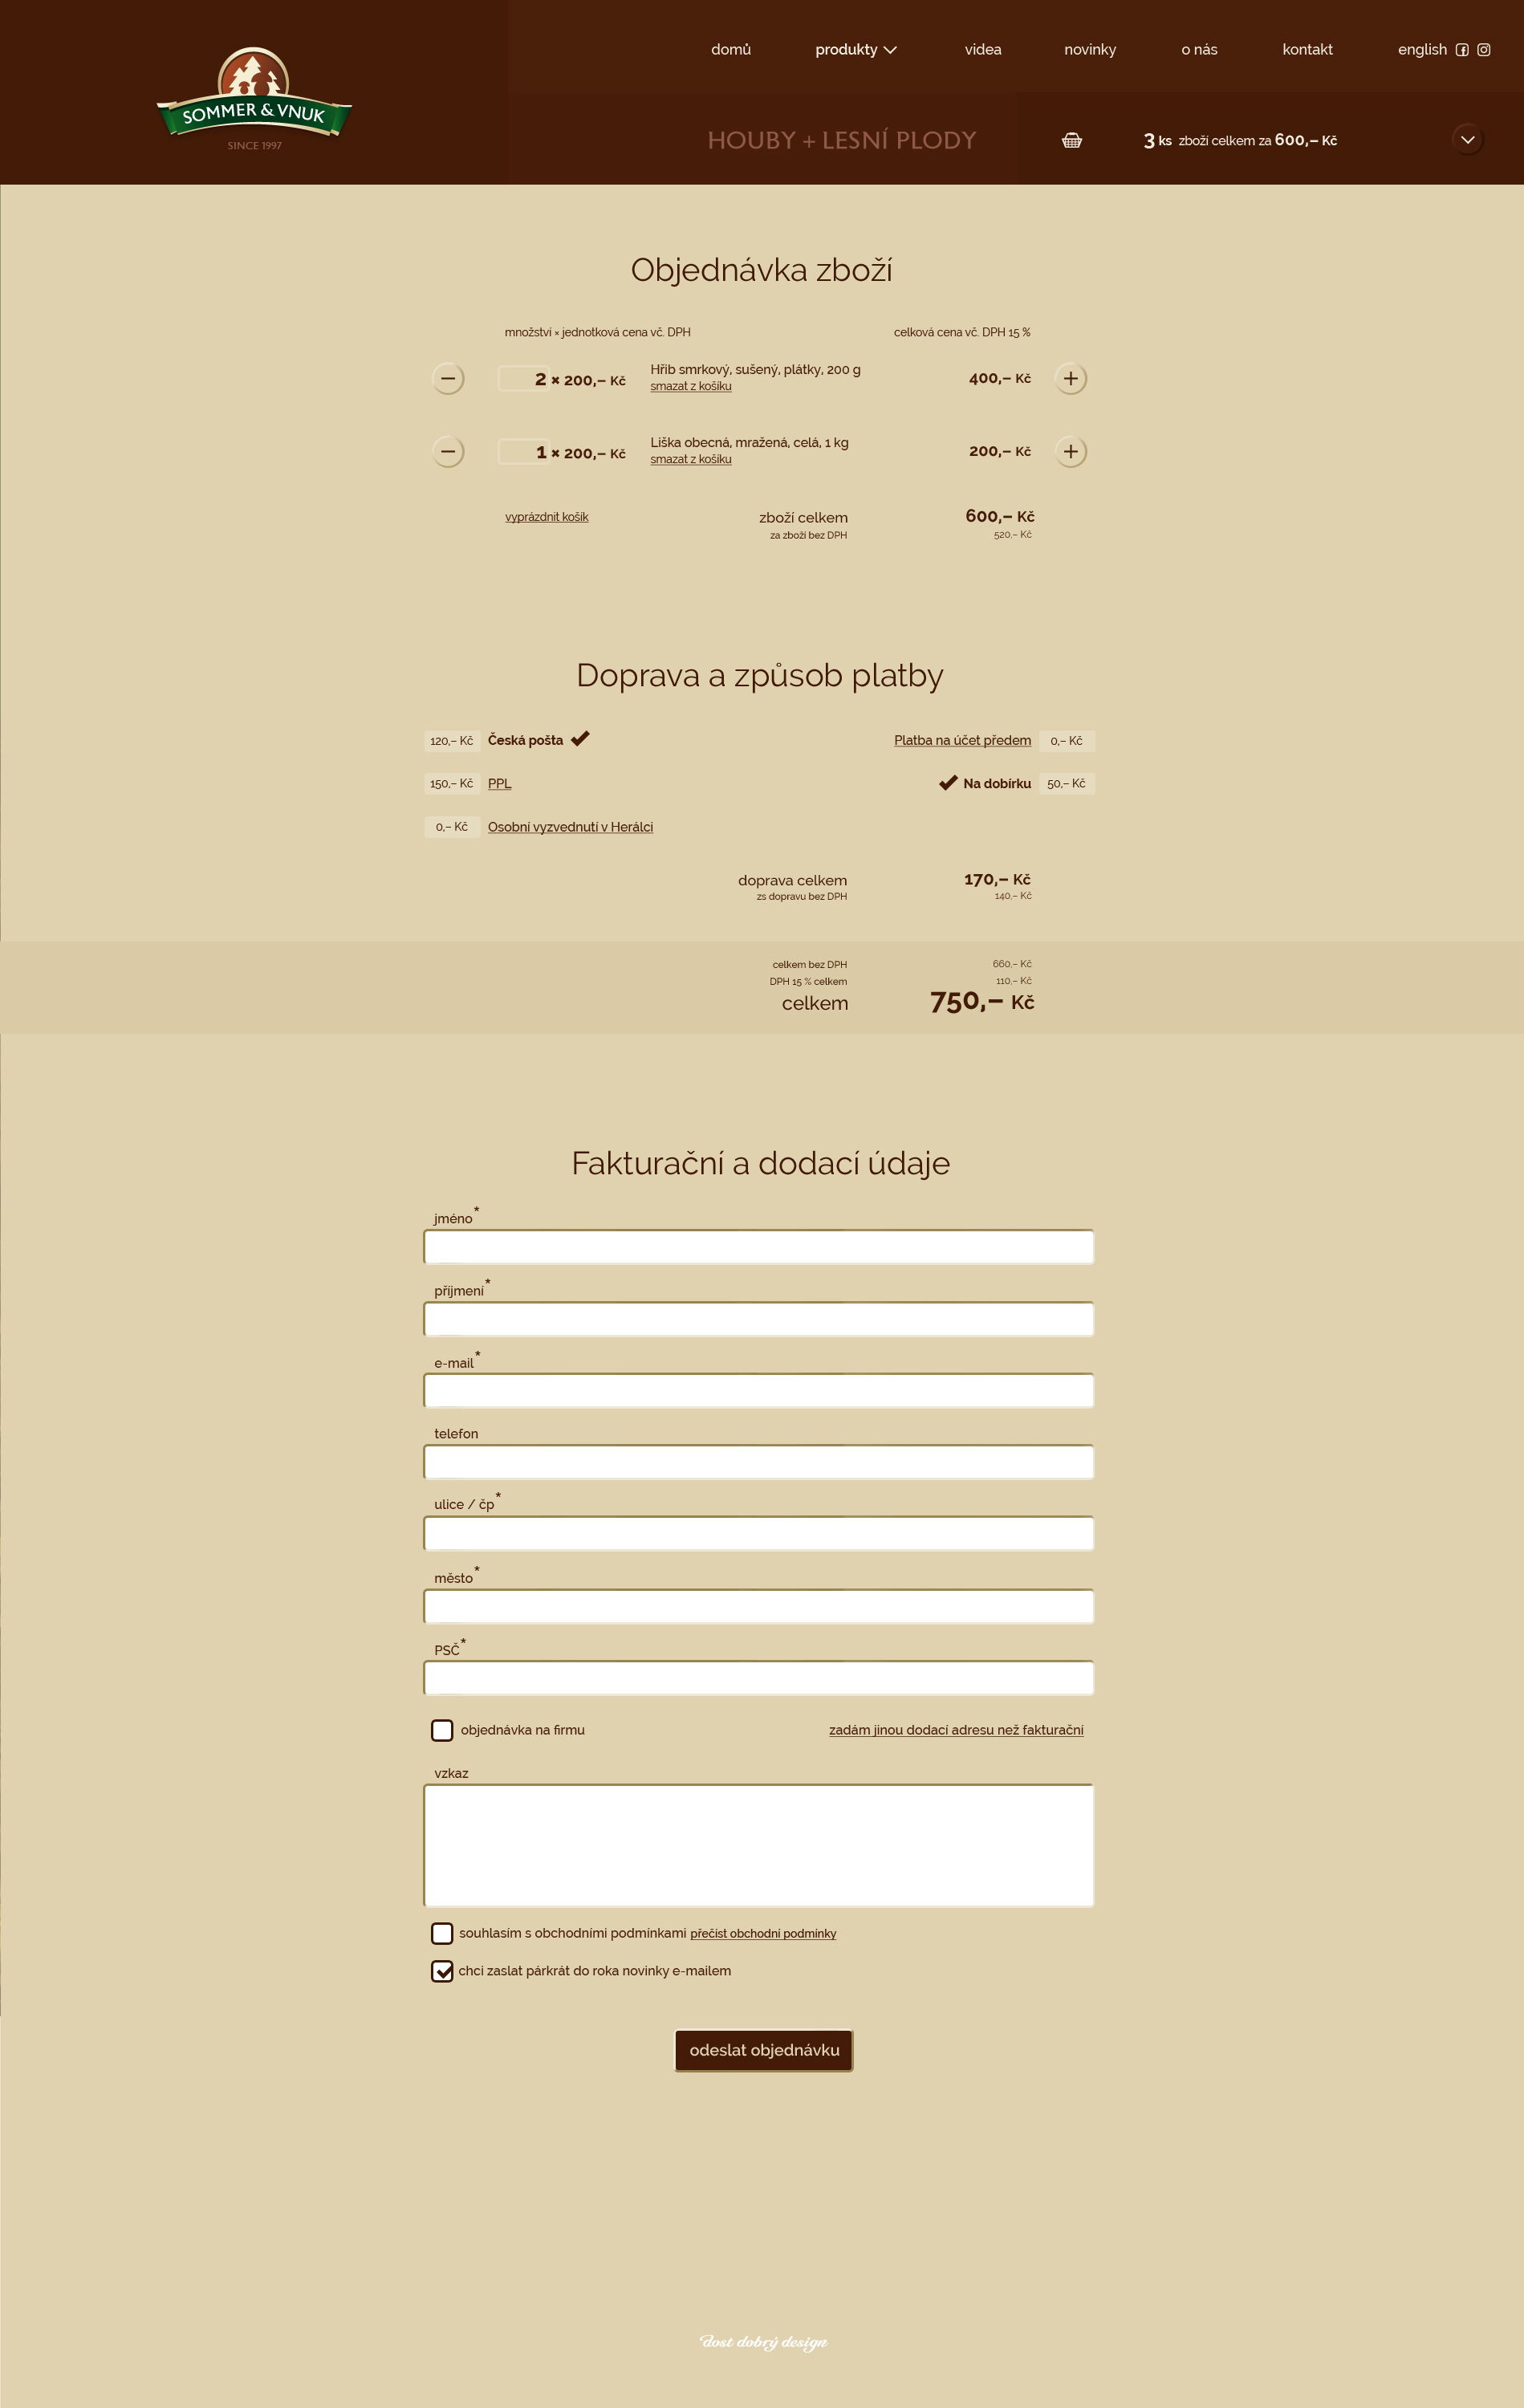 domů produkty videa novinky o nás kontakt english
SOMMER & VNUK
SINCE 1997
HOUBY + LESNÍ PLODY
3 ks zboží celkem za 600,– Kč
Objednávka zboží
množství × jednotková cena vč. DPH celková cena vč. DPH 15 %
2 × 200,– Kč Hřib smrkový, sušený, plátky, 200 g 400,– Kč
smazat z košíku
1 × 200,– Kč Liška obecná, mražená, celá, 1 kg 200,– Kč
smazat z košíku
vyprázdnit košík zboží celkem 600,– Kč
za zboží bez DPH 520,– Kč
Doprava a způsob platby
120,– Kč Česká pošta Platba na účet předem 0,– Kč
150,– Kč PPL Na dobírku 50,– Kč
0,– Kč Osobní vyzvednutí v Herálci
doprava celkem 170,– Kč
zs dopravu bez DPH 140,– Kč
celkem bez DPH 660,– Kč
DPH 15 % celkem 110,– Kč
celkem 750,– Kč
Fakturační a dodací údaje
jméno*
příjmení*
e-mail*
telefon
ulice / čp*
město*
PSČ*
objednávka na firmu zadám jinou dodací adresu než fakturační
vzkaz
souhlasím s obchodními podmínkami přečíst obchodní podmínky
chci zaslat párkrát do roka novinky e-mailem
odeslat objednávku
dost dobrý design